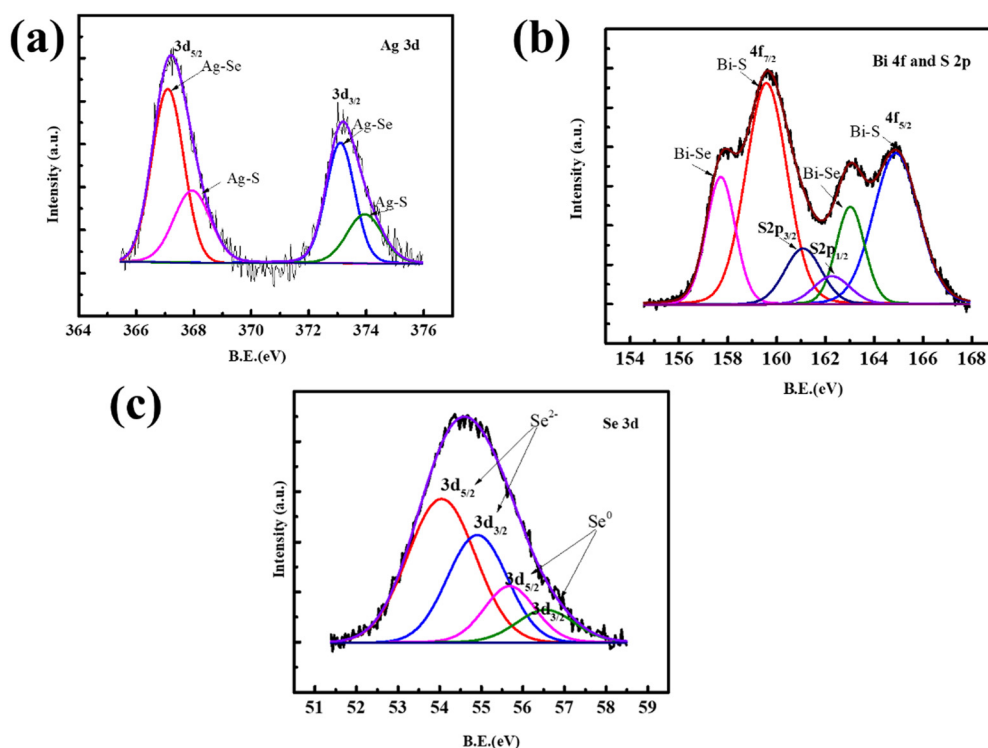 (a)
Ag 3d
3d5/2
Ag-Se
Ag-S
3d3/2
Ag-Se
Ag-S
Intensity (a.u.)
364 366 368 370 372 374 376
B.E.(eV)
(b)
Bi 4f and S 2p
4f7/2
Bi-S
Bi-Se
4f5/2
Bi-S
Bi-Se
S2p3/2
S2p1/2
Intensity (a.u.)
154 156 158 160 162 164 166 168
B.E.(eV)
(c)
Se 3d
Se2-
3d5/2
3d3/2
Se0
3d5/2
3d3/2
Intensity (a.u.)
51 52 53 54 55 56 57 58 59
B.E.(eV)